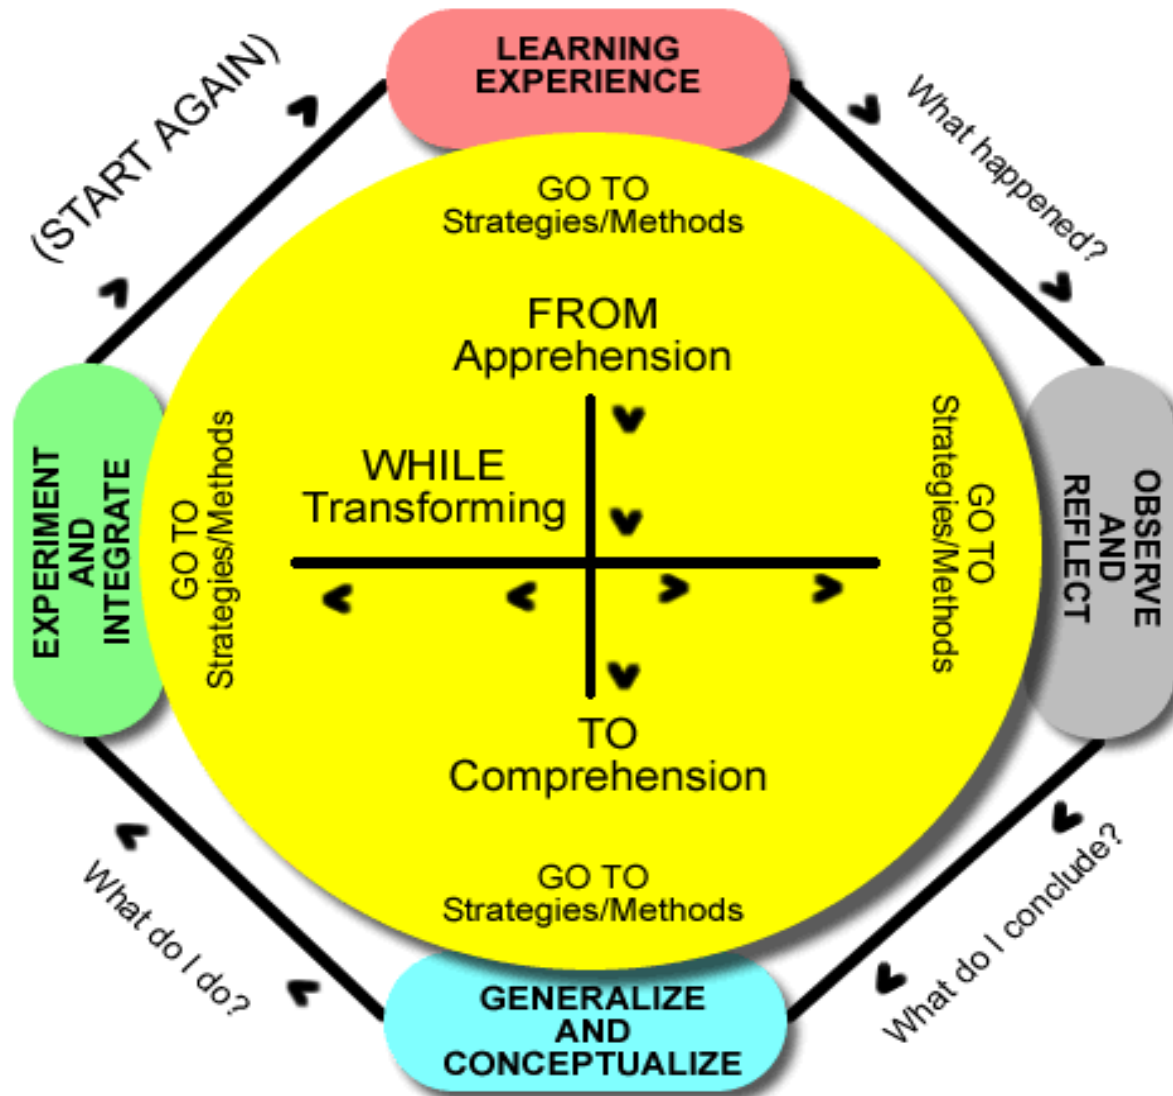 LEARNING
EXPERIENCE
(START AGAIN)
What happened?
GO TO
Strategies/Methods
FROM
Apprehension
WHILE
Transforming
EXPERIMENT
AND
INTEGRATE
GO TO
Strategies/Methods
GO TO
Strategies/Methods
OBSERVE
AND
REFLECT
TO
Comprehension
GO TO
Strategies/Methods
What do I do?
What do I conclude?
GENERALIZE
AND
CONCEPTUALIZE